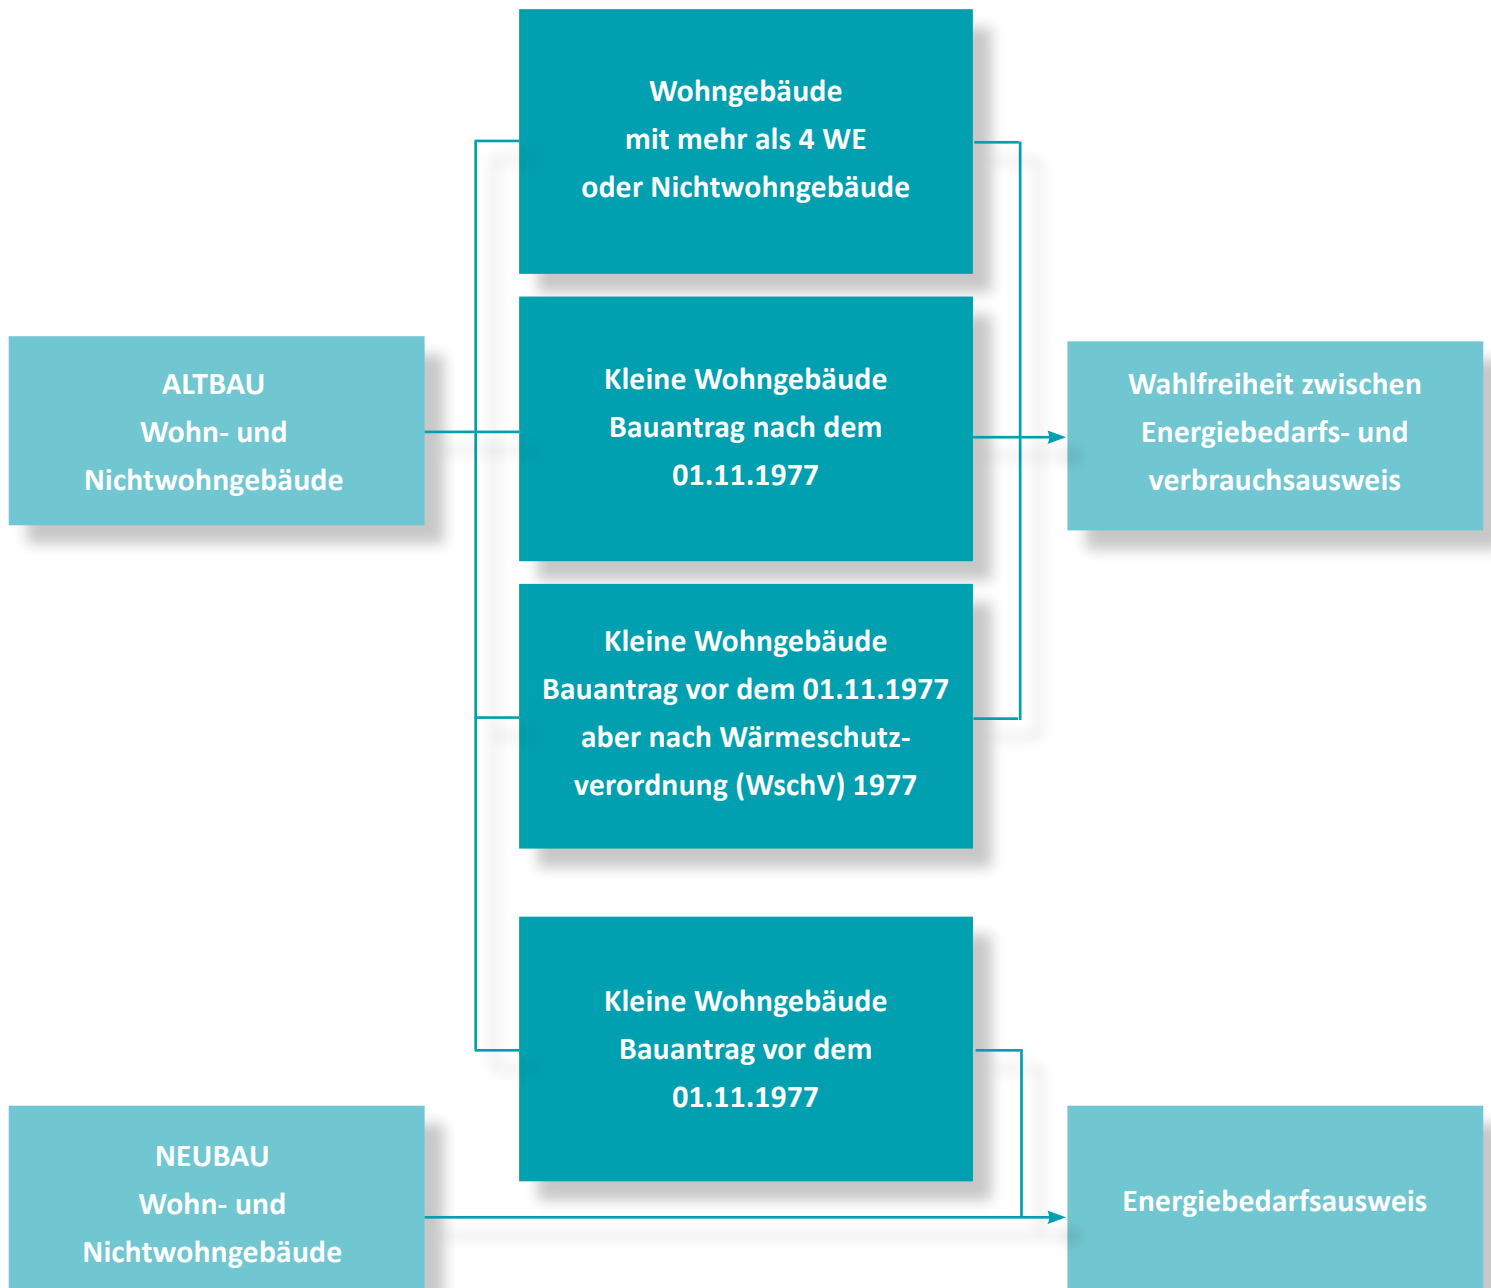 Wohngebäude
mit mehr als 4 WE
oder Nichtwohngebäude
ALTBAU
Wohn- und
Nichtwohngebäude
Kleine Wohngebäude
Bauantrag nach dem
01.11.1977
Wahlfreiheit zwischen
Energiebedarfs- und
verbrauchsausweis
Kleine Wohngebäude
Bauantrag vor dem 01.11.1977
aber nach Wärmeschutz-
verordnung (WschV) 1977
Kleine Wohngebäude
Bauantrag vor dem
01.11.1977
NEUBAU
Wohn- und
Nichtwohngebäude
Energiebedarfsausweis